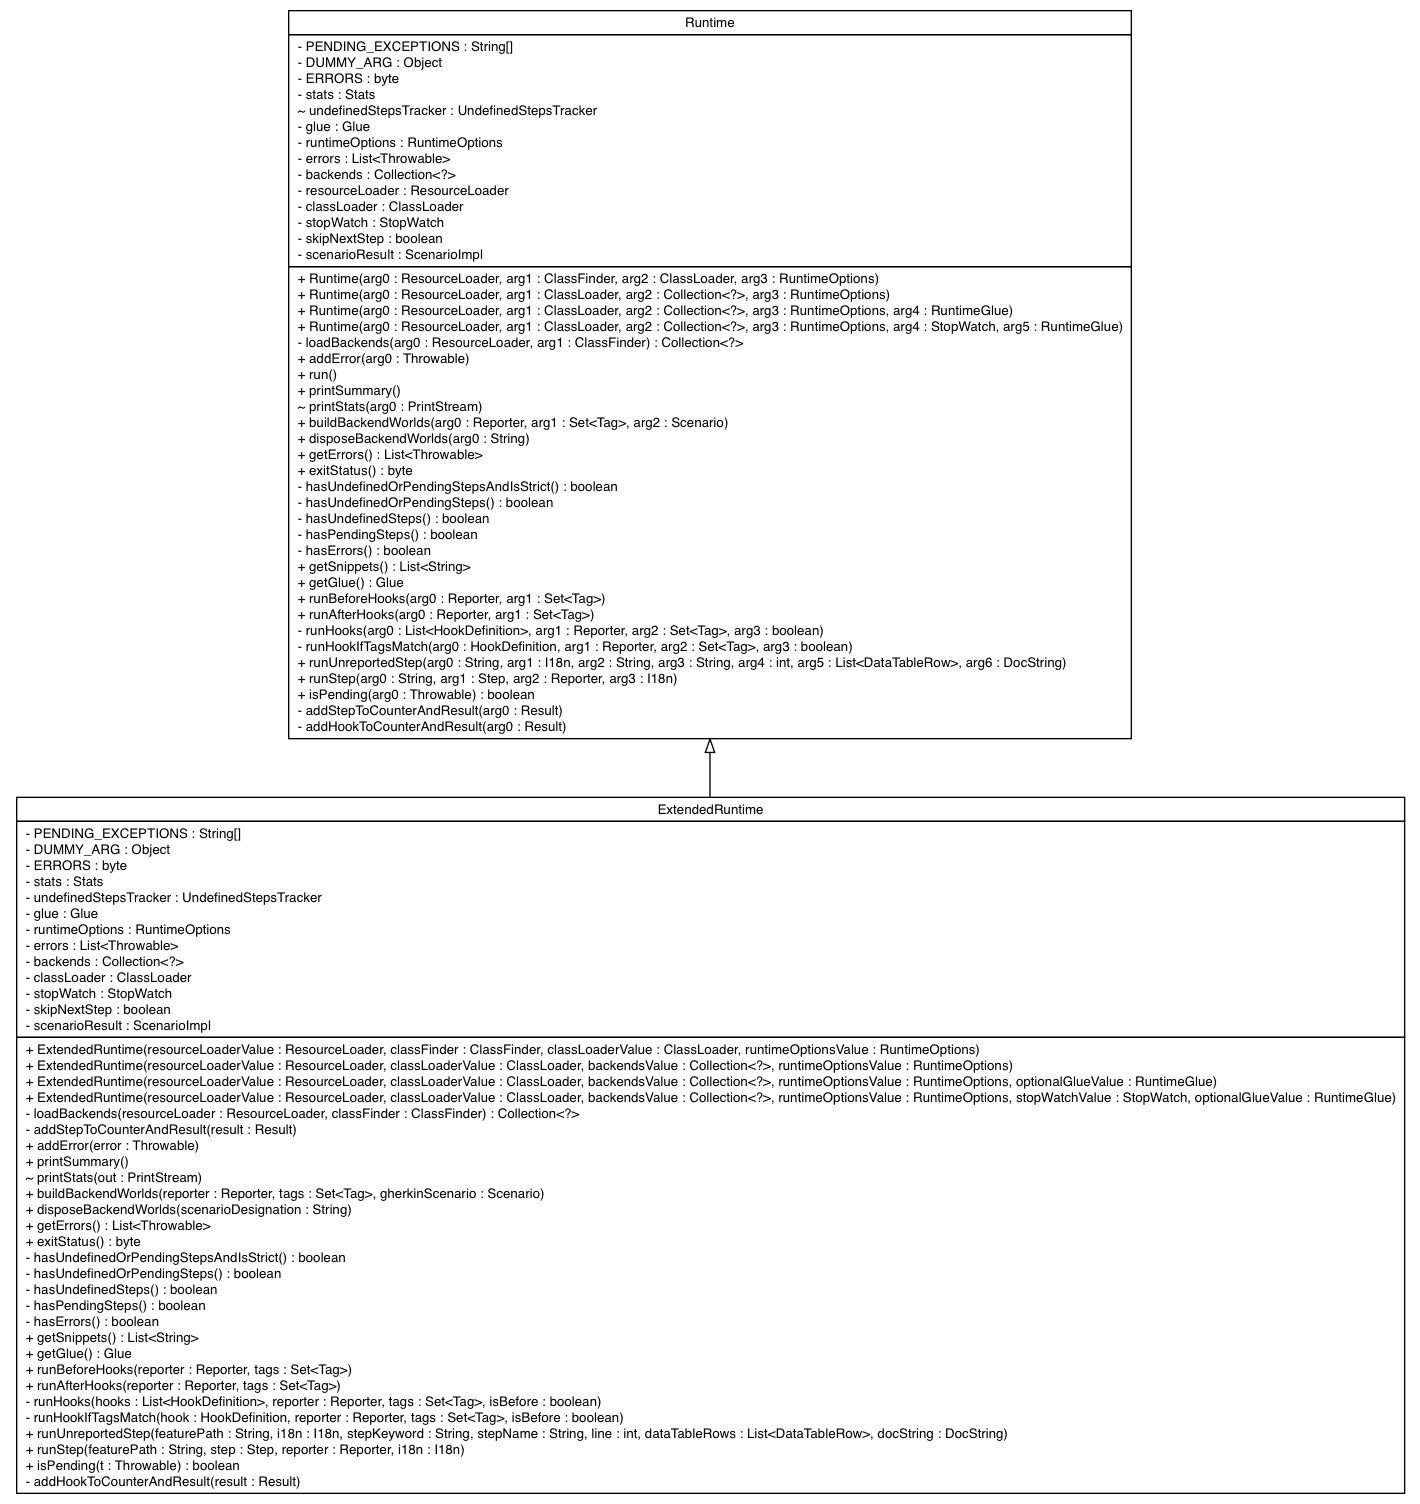 Runtime
- PENDING_EXCEPTIONS : String[]
- DUMMY_ARG : Object
- ERRORS : byte
- stats : Stats
~ undefinedStepsTracker : UndefinedStepsTracker
- glue : Glue
- runtimeOptions : RuntimeOptions
- errors : List<Throwable>
- backends : Collection<?>
- resourceLoader : ResourceLoader
- classLoader : ClassLoader
- stopWatch : StopWatch
- skipNextStep : boolean
- scenarioResult : ScenarioImpl
+ Runtime(arg0 : ResourceLoader, arg1 : ClassFinder, arg2 : ClassLoader, arg3 : RuntimeOptions)
+ Runtime(arg0 : ResourceLoader, arg1 : ClassLoader, arg2 : Collection<?>, arg3 : RuntimeOptions)
+ Runtime(arg0 : ResourceLoader, arg1 : ClassLoader, arg2 : Collection<?>, arg3 : RuntimeOptions, arg4 : RuntimeGlue)
+ Runtime(arg0 : ResourceLoader, arg1 : ClassLoader, arg2 : Collection<?>, arg3 : RuntimeOptions, arg4 : StopWatch, arg5 : RuntimeGlue)
- loadBackends(arg0 : ResourceLoader, arg1 : ClassFinder) : Collection<?>
+ addError(arg0 : Throwable)
+ run()
+ printSummary()
~ printStats(arg0 : PrintStream)
+ buildBackendWorlds(arg0 : Reporter, arg1 : Set<Tag>, arg2 : Scenario)
+ disposeBackendWorlds(arg0 : String)
+ getErrors() : List<Throwable>
+ exitStatus() : byte
- hasUndefinedOrPendingStepsAndIsStrict() : boolean
- hasUndefinedOrPendingSteps() : boolean
- hasUndefinedSteps() : boolean
- hasPendingSteps() : boolean
- hasErrors() : boolean
+ getSnippets() : List<String>
+ getGlue() : Glue
+ runBeforeHooks(arg0 : Reporter, arg1 : Set<Tag>)
+ runAfterHooks(arg0 : Reporter, arg1 : Set<Tag>)
- runHooks(arg0 : List<HookDefinition>, arg1 : Reporter, arg2 : Set<Tag>, arg3 : boolean)
- runHookIfTagsMatch(arg0 : HookDefinition, arg1 : Reporter, arg2 : Set<Tag>, arg3 : boolean)
+ runUnreportedStep(arg0 : String, arg1 : I18n, arg2 : String, arg3 : String, arg4 : int, arg5 : List<DataTableRow>, arg6 : DocString)
+ runStep(arg0 : String, arg1 : Step, arg2 : Reporter, arg3 : I18n)
+ isPending(arg0 : Throwable) : boolean
- addStepToCounterAndResult(arg0 : Result)
- addHookToCounterAndResult(arg0 : Result)
ExtendedRuntime
- PENDING_EXCEPTIONS : String[]
- DUMMY_ARG : Object
- ERRORS : byte
- stats : Stats
- undefinedStepsTracker : UndefinedStepsTracker
- glue : Glue
- runtimeOptions : RuntimeOptions
- errors : List<Throwable>
- backends : Collection<?>
- classLoader : ClassLoader
- stopWatch : StopWatch
- skipNextStep : boolean
- scenarioResult : ScenarioImpl
+ ExtendedRuntime(resourceLoaderValue : ResourceLoader, classFinder : ClassFinder, classLoaderValue : ClassLoader, runtimeOptionsValue : RuntimeOptions)
+ ExtendedRuntime(resourceLoaderValue : ResourceLoader, classLoaderValue : ClassLoader, backendsValue : Collection<?>, runtimeOptionsValue : RuntimeOptions)
+ ExtendedRuntime(resourceLoaderValue : ResourceLoader, classLoaderValue : ClassLoader, backendsValue : Collection<?>, runtimeOptionsValue : RuntimeOptions, optionalGlueValue : RuntimeGlue)
+ ExtendedRuntime(resourceLoaderValue : ResourceLoader, classLoaderValue : ClassLoader, backendsValue : Collection<?>, runtimeOptionsValue : RuntimeOptions, stopWatchValue : StopWatch, optionalGlueValue : RuntimeGlue)
- loadBackends(resourceLoader : ResourceLoader, classFinder : ClassFinder) : Collection<?>
- addStepToCounterAndResult(result : Result)
+ addError(error : Throwable)
+ printSummary()
~ printStats(out : PrintStream)
+ buildBackendWorlds(reporter : Reporter, tags : Set<Tag>, gherkinScenario : Scenario)
+ disposeBackendWorlds(scenarioDesignation : String)
+ getErrors() : List<Throwable>
+ exitStatus() : byte
- hasUndefinedOrPendingStepsAndIsStrict() : boolean
- hasUndefinedOrPendingSteps() : boolean
- hasUndefinedSteps() : boolean
- hasPendingSteps() : boolean
- hasErrors() : boolean
+ getSnippets() : List<String>
+ getGlue() : Glue
+ runBeforeHooks(reporter : Reporter, tags : Set<Tag>)
+ runAfterHooks(reporter : Reporter, tags : Set<Tag>)
- runHooks(hooks : List<HookDefinition>, reporter : Reporter, tags : Set<Tag>, isBefore : boolean)
- runHookIfTagsMatch(hook : HookDefinition, reporter : Reporter, tags : Set<Tag>, isBefore : boolean)
+ runUnreportedStep(featurePath : String, i18n : I18n, stepKeyword : String, stepName : String, line : int, dataTableRows : List<DataTableRow>, docString : DocString)
+ runStep(featurePath : String, step : Step, reporter : Reporter, i18n : I18n)
+ isPending(t : Throwable) : boolean
- addHookToCounterAndResult(result : Result)